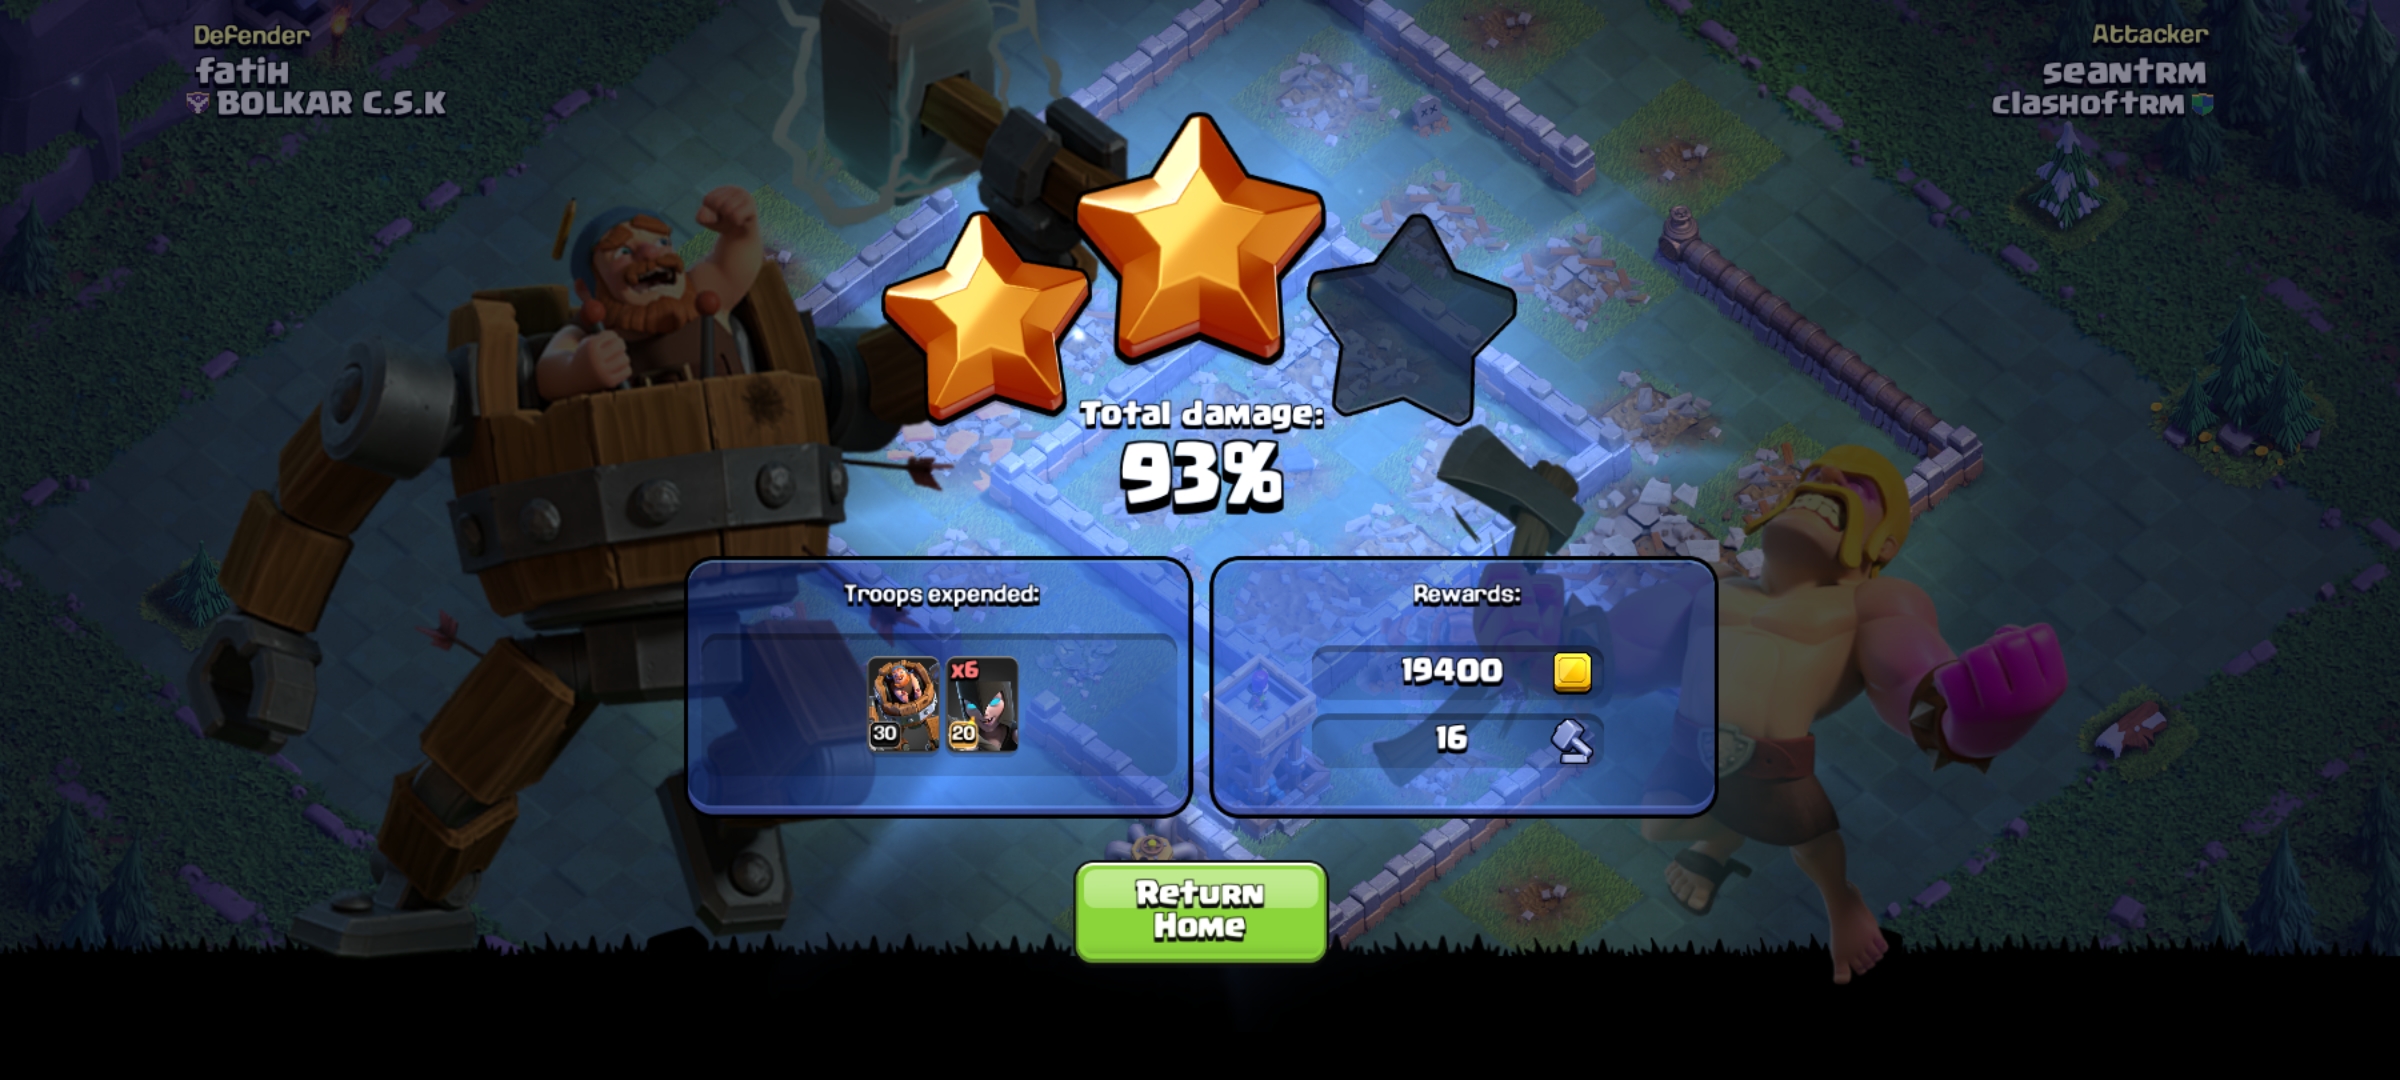 Defender
fatih
BOLKAR C.S.K
Attacker
seantRM
clashoftRM
Total damage:
93%
Troops expended:
30
x6
20
Rewards:
19400
16
Return
Home